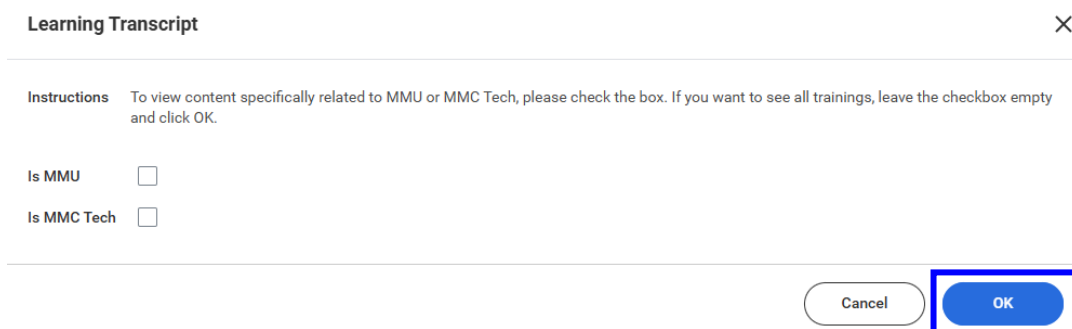 Learning Transcript
Instructions To view content specifically related to MMU or MMC Tech, please check the box. If you want to see all trainings, leave the checkbox empty
and click OK.
Is MMU
Is MMC Tech
Cancel OK